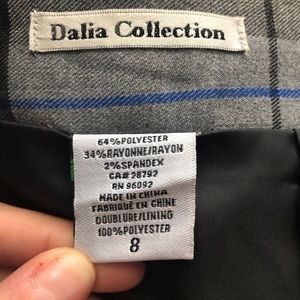 Dalia Collection
64%POLYESTER
34%RAYONNE/RAYON
2%SPANDEX
CA# 28792
RN 96092
MADE IN CHINA
FABRIQUÉ EN CHINE
DOUBLURE/LINING
100%POLYESTER
8